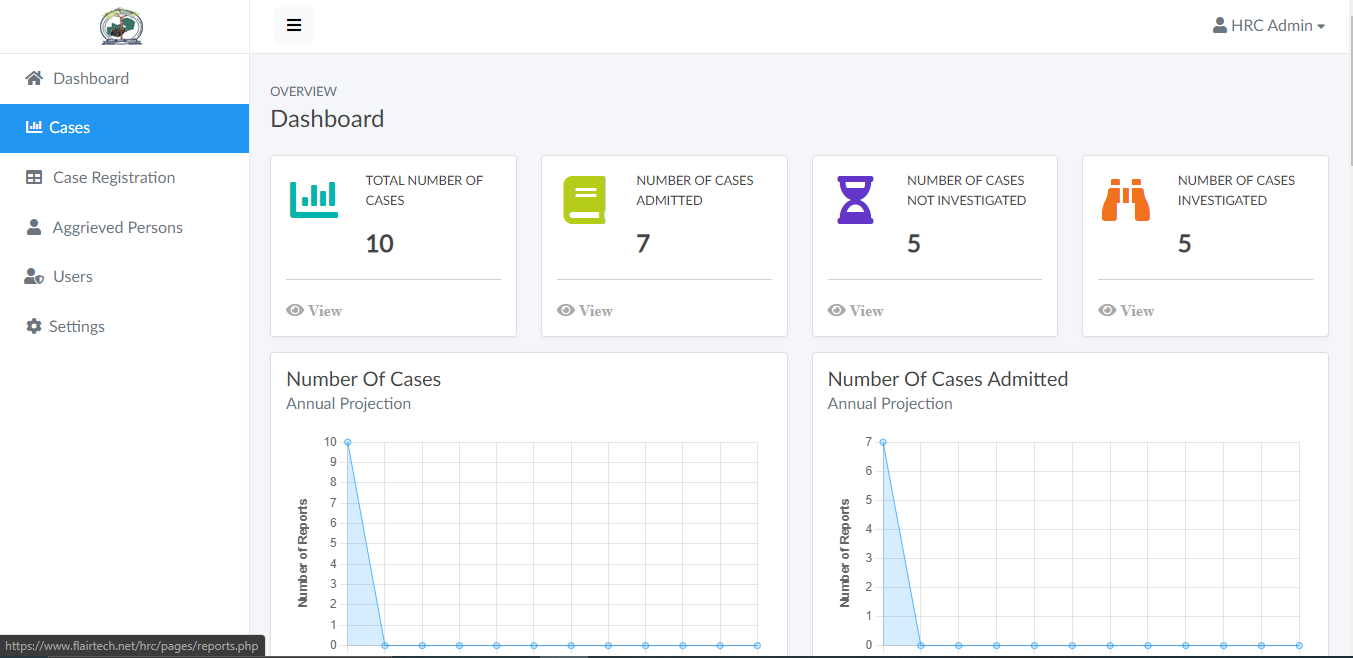 HRC Admin
Dashboard
Cases
Case Registration
Aggrieved Persons
Users
Settings
OVERVIEW
Dashboard
TOTAL NUMBER OF
CASES
10
View
NUMBER OF CASES
ADMITTED
7
View
NUMBER OF CASES
NOT INVESTIGATED
5
View
NUMBER OF CASES
INVESTIGATED
5
View
Number Of Cases
Annual Projection
Number of Reports
10
9
8
7
6
5
4
3
2
1
0
Number Of Cases Admitted
Annual Projection
Number of Reports
7
6
5
4
3
2
1
0
https://www.flairtech.net/hrc/pages/reports.php